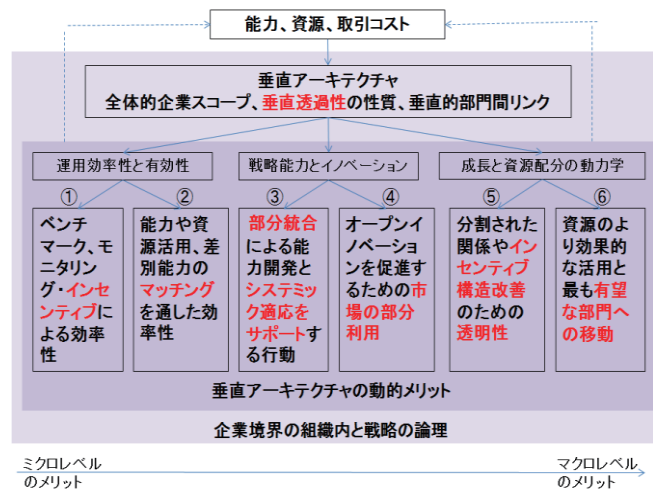 能力、資源、取引コスト
垂直アーキテクチャ
全体的企業スコープ、垂直透過性の性質、垂直的部門間リンク
運用効率性と有効性
戦略能力とイノベーション
成長と資源配分の動力学
①
ベンチ
マーク、モ
ニタリン
グ・インセ
ンティブに
よる効率
性
②
能力や資
源活用、差
別能力の
マッチング
を通した効
率性
③
部分統合
による能
力開発と
システミッ
ク適応を
サポートす
る行動
④
オープンイ
ノベーショ
ンを促進す
るための市
場の部分
利用
⑤
分割された
関係やイン
センティブ
構造改善
のための
透明性
⑥
資源のよ
り効果的
な活用と
最も有望
な部門へ
の移動
垂直アーキテクチャの動的メリット
企業境界の組織内と戦略の論理
ミクロレベル
のメリット
マクロレベル
のメリット